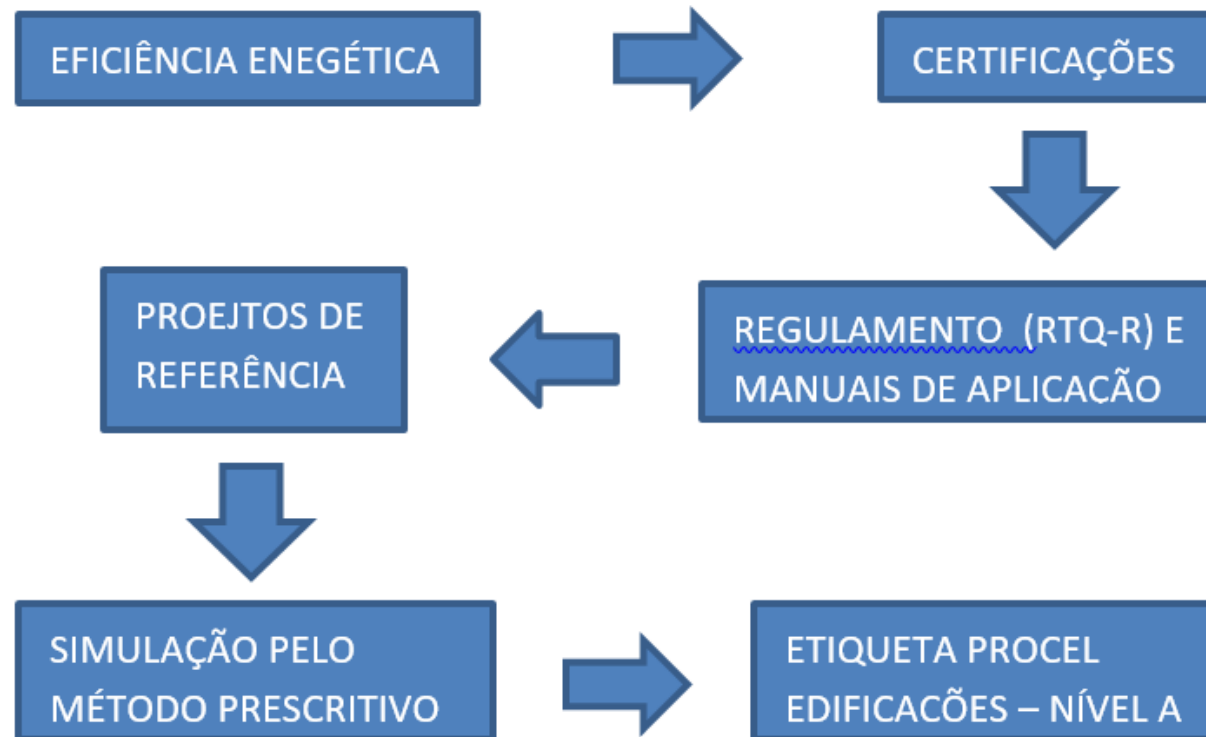 EFICIÊNCIA ENEGÉTICA
CERTIFICAÇÕES
REGULAMENTO (RTQ-R) E
MANUAIS DE APLICAÇÃO
PROEJTOS DE
REFERÊNCIA
SIMULAÇÃO PELO
MÉTODO PRESCRITIVO
ETIQUETA PROCEL
EDIFICACÕES – NÍVEL A